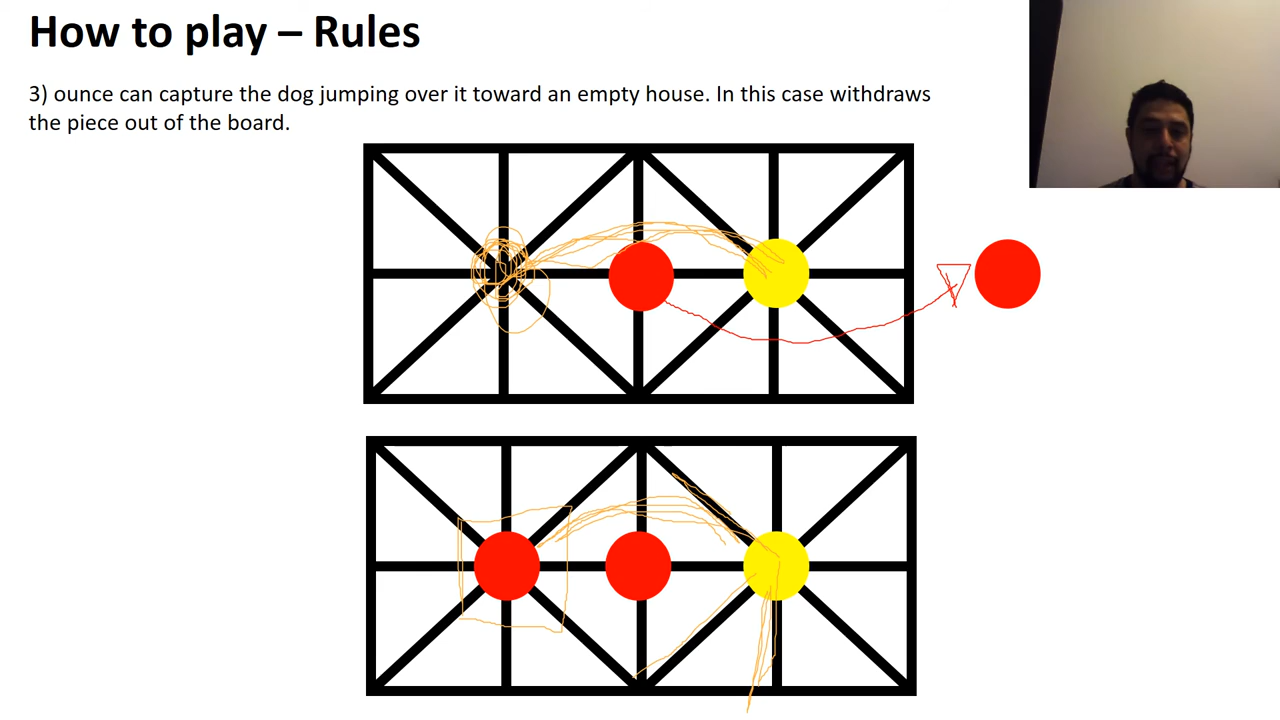 How to play – Rules
3) ounce can capture the dog jumping over it toward an empty house. In this case withdraws
the piece out of the board.